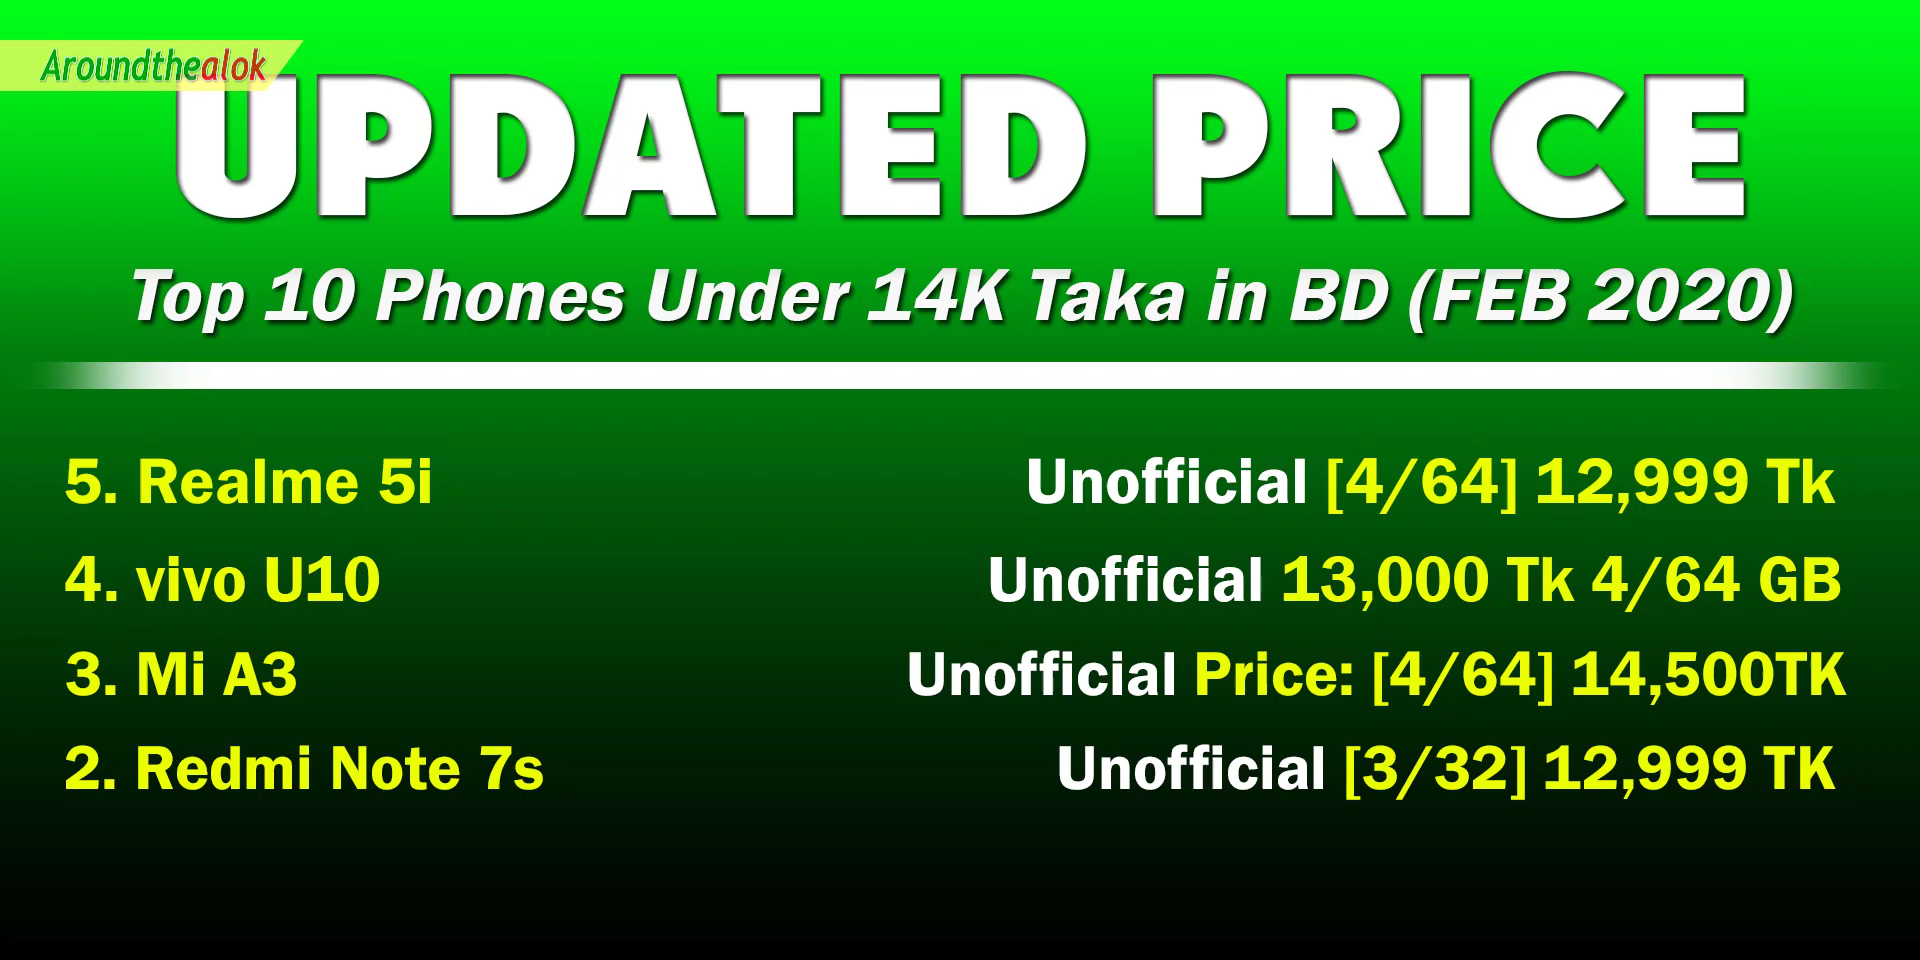 Aroundthealok
UPDATED PRICE
Top 10 Phones Under 14K Taka in BD (FEB 2020)
5. Realme 5i Unofficial [4/64] 12,999 Tk
4. vivo U10 Unofficial 13,000 Tk 4/64 GB
3. Mi A3 Unofficial Price: [4/64] 14,500TK
2. Redmi Note 7s Unofficial [3/32] 12,999 TK